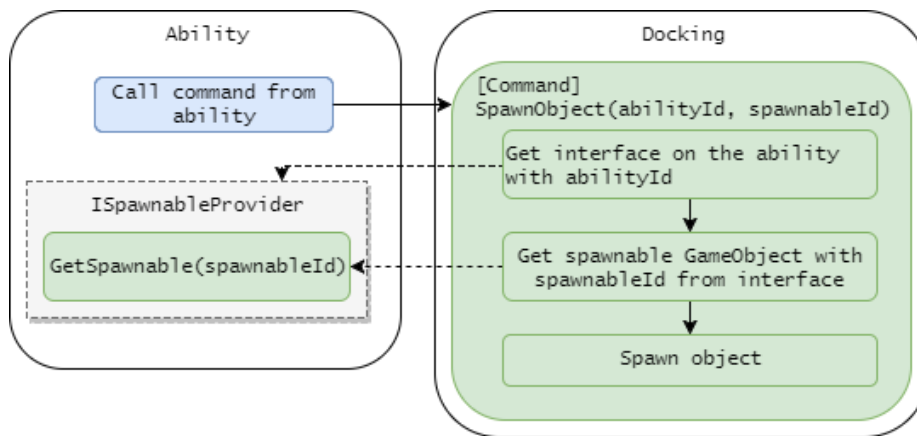 Ability
Call command from
ability
ISpawnableProvider
GetSpawnable(spawnableId)
Docking
[Command]
SpawnObject(abilityId, spawnableId)
Get interface on the ability
with abilityId
Get spawnable GameObject with
spawnableId from interface
Spawn object